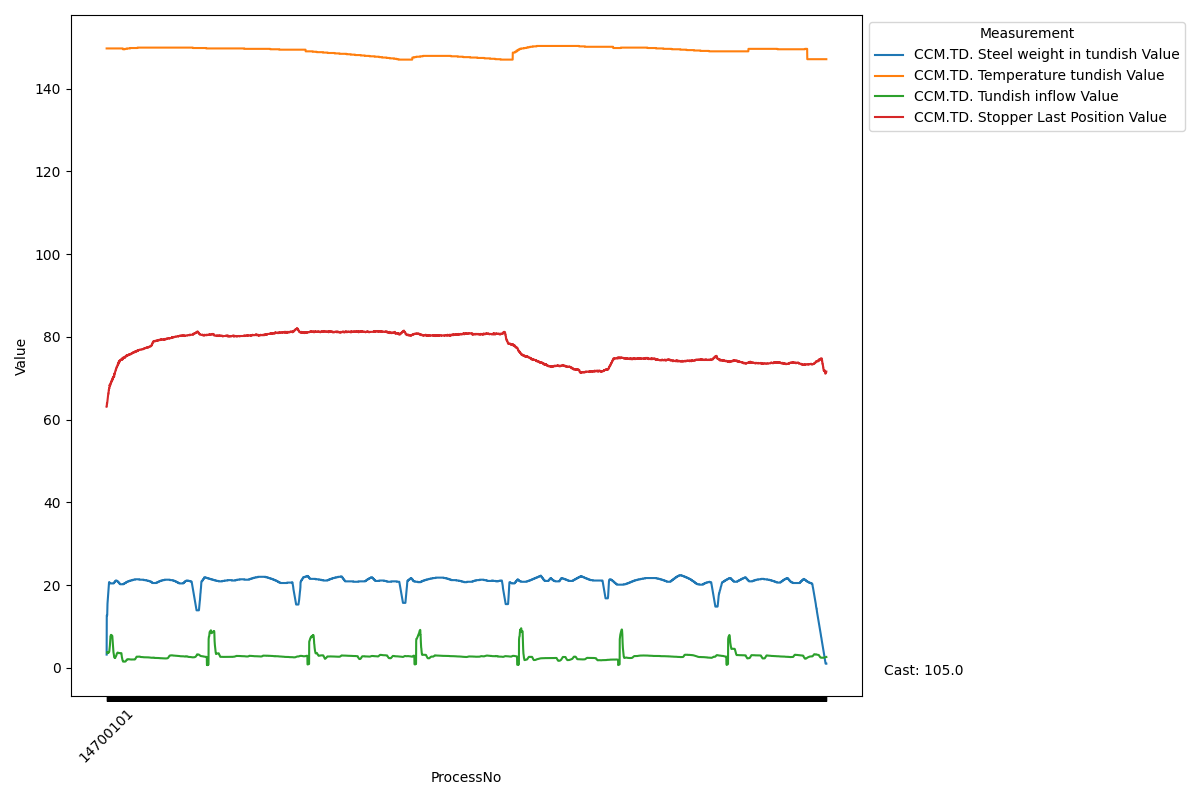 Measurement
CCM.TD. Steel weight in tundish Value
CCM.TD. Temperature tundish Value
CCM.TD. Tundish inflow Value
CCM.TD. Stopper Last Position Value
140
120
100
80
60
40
20
0
Value
Cast: 105.0
14700101
ProcessNo